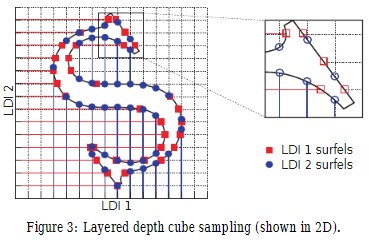 LDI 2
LDI 1 surfels
LDI 2 surfels
LDI 1
Figure 3: Layered depth cube sampling (shown in 2D).